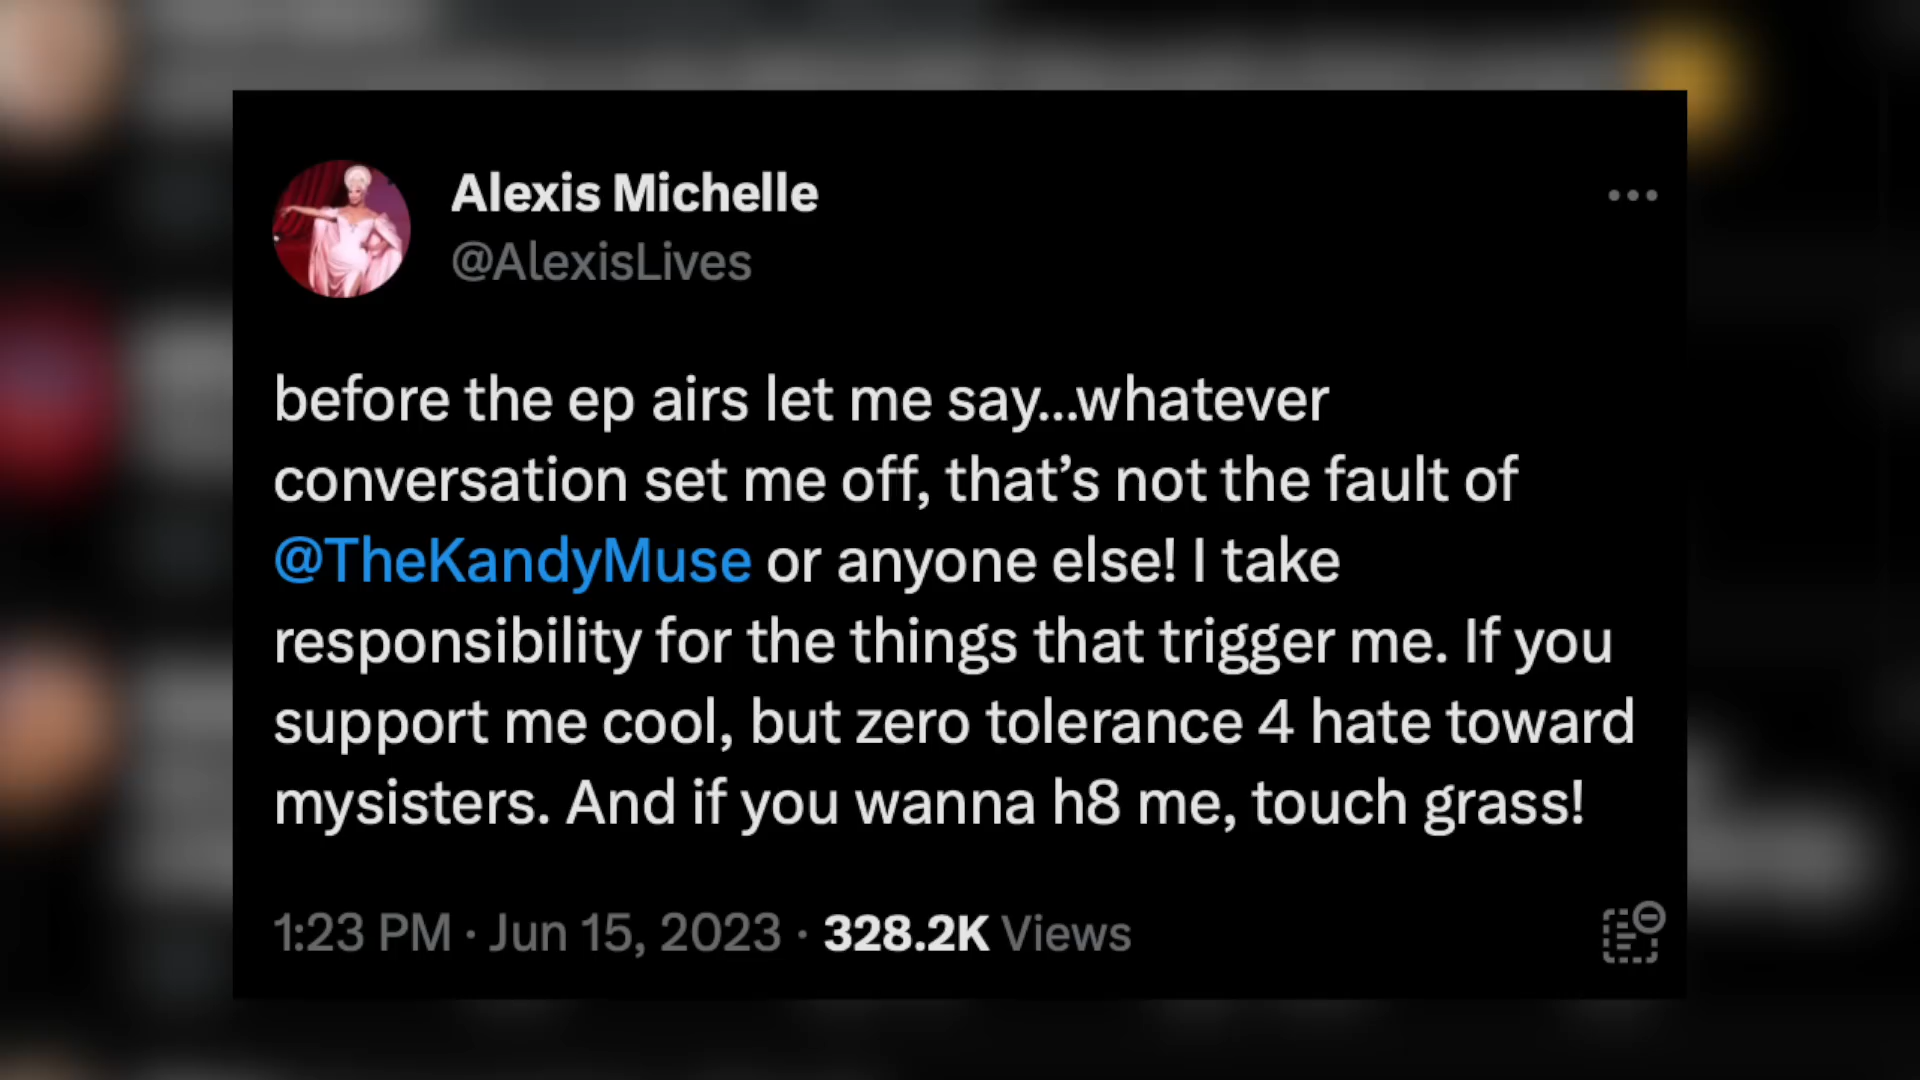 Alexis Michelle
@AlexisLives
before the ep airs let me say...whatever
conversation set me off, that’s not the fault of
@TheKandyMuse or anyone else! I take
responsibility for the things that trigger me. If you
support me cool, but zero tolerance 4 hate toward
mysisters. And if you wanna h8 me, touch grass!
1:23 PM · Jun 15, 2023 · 328.2K Views